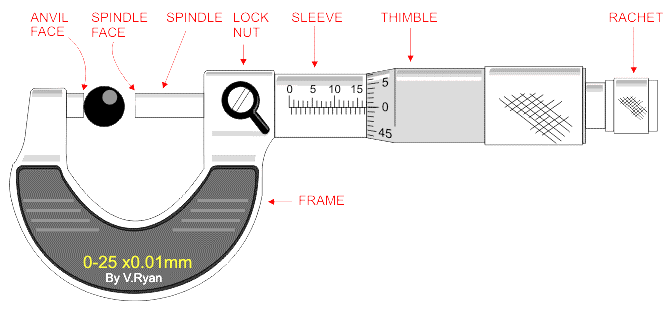 ANVIL FACE
SPINDLE FACE
SPINDLE
LOCK NUT
SLEEVE
THIMBLE
RACHET
0 5 10 15
5
0
45
FRAME
0-25 x0.01mm
By V.Ryan